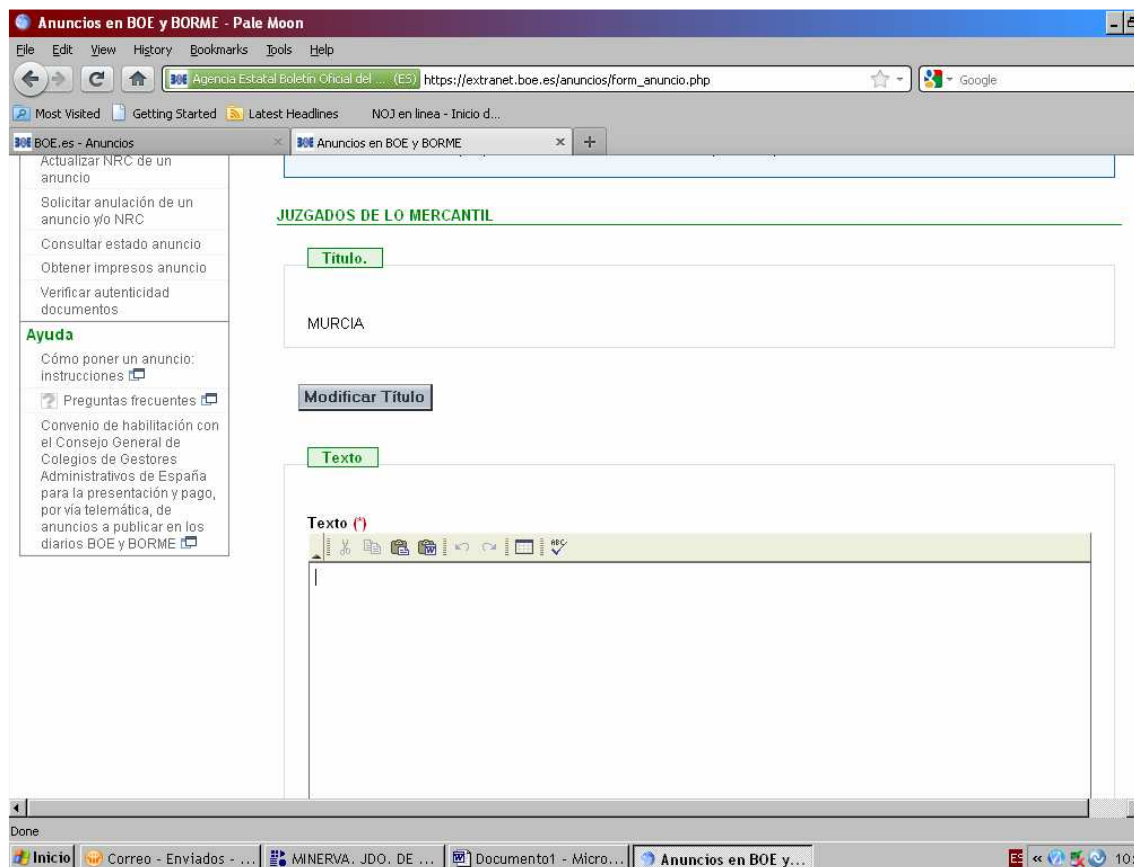 Anuncios en BOE y BORME - Pale Moon
File Edit View History Bookmarks Tools Help
BOE Agencia Estatal Boletín Oficial del ... (ES) https://extranet.boe.es/anuncios/form_anuncio.php
Google
Most Visited Getting Started Latest Headlines NOJ en linea - Inicio d...
BOE BOE.es - Anuncios × BOE Anuncios en BOE y BORME × +
Actualizar NRC de un
anuncio
Solicitar anulación de un
anuncio y/o NRC
Consultar estado anuncio
Obtener impresos anuncio
Verificar autenticidad
documentos
Ayuda
Cómo poner un anuncio:
instrucciones
? Preguntas frecuentes
Convenio de habilitación con
el Consejo General de
Colegios de Gestores
Administrativos de España
para la presentación y pago,
por vía telemática, de
anuncios a publicar en los
diarios BOE y BORME
JUZGADOS DE LO MERCANTIL
Título.
MURCIA
Modificar Título
Texto
Texto (*)
ABC
Done
Inicio Correo - Enviados - ... MINERVA. JDO. DE ... Documento1 - Micro... Anuncios en BOE y... ES « 10